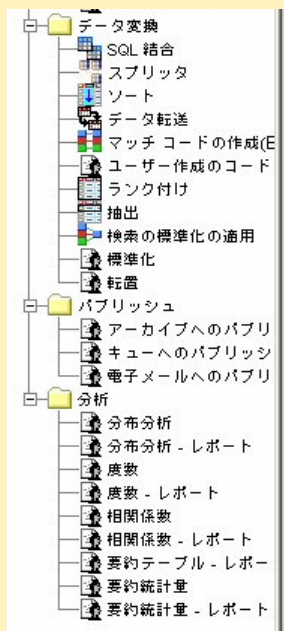 データ変換
SQL 結合
スプリッタ
ソート
データ転送
マッチ コードの作成(E
ユーザー作成のコード
ランク付け
抽出
検索の標準化の適用
標準化
転置
パブリッシュ
アーカイブへのパブリ
キューへのパブリッシ
電子メールへのパブリ
分析
分布分析
分布分析 - レポート
度数
度数 - レポート
相関係数
相関係数 - レポート
要約テーブル - レポー
要約統計量
要約統計量 - レポート